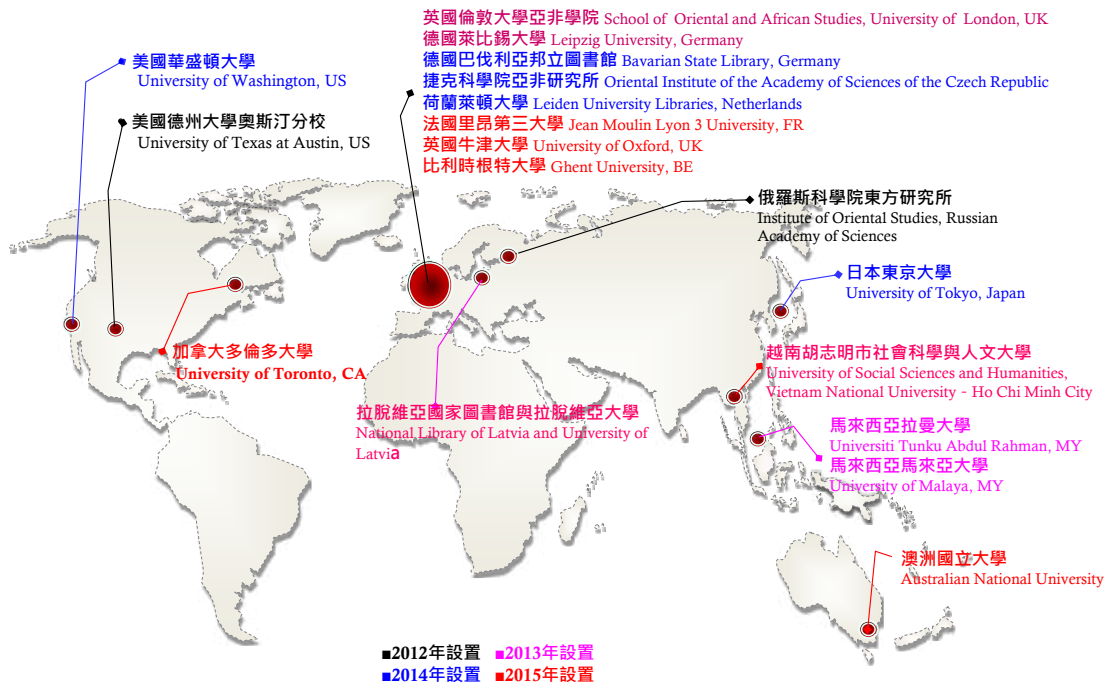 英國倫敦大學亞非學院 School of Oriental and African Studies, University of London, UK
德國萊比錫大學 Leipzig University, Germany
德國巴伐利亞邦立圖書館 Bavarian State Library, Germany
捷克科學院亞非研究所 Oriental Institute of the Academy of Sciences of the Czech Republic
荷蘭萊頓大學 Leiden University Libraries, Netherlands
法國里昂第三大學 Jean Moulin Lyon 3 University, FR
英國牛津大學 University of Oxford, UK
比利時根特大學 Ghent University, BE
美國華盛頓大學
University of Washington, US
美國德州大學奧斯汀分校
University of Texas at Austin, US
俄羅斯科學院東方研究所
Institute of Oriental Studies, Russian
Academy of Sciences
日本東京大學
University of Tokyo, Japan
加拿大多倫多大學
University of Toronto, CA
越南胡志明市社會科學與人文大學
University of Social Sciences and Humanities,
Vietnam National University - Ho Chi Minh City
拉脫維亞國家圖書館與拉脫維亞大學
National Library of Latvia and University of
Latvia
馬來西亞拉曼大學
Universiti Tunku Abdul Rahman, MY
馬來西亞馬來亞大學
University of Malaya, MY
澳洲國立大學
Australian National University
■2012年設置 ■2013年設置
■2014年設置 ■2015年設置